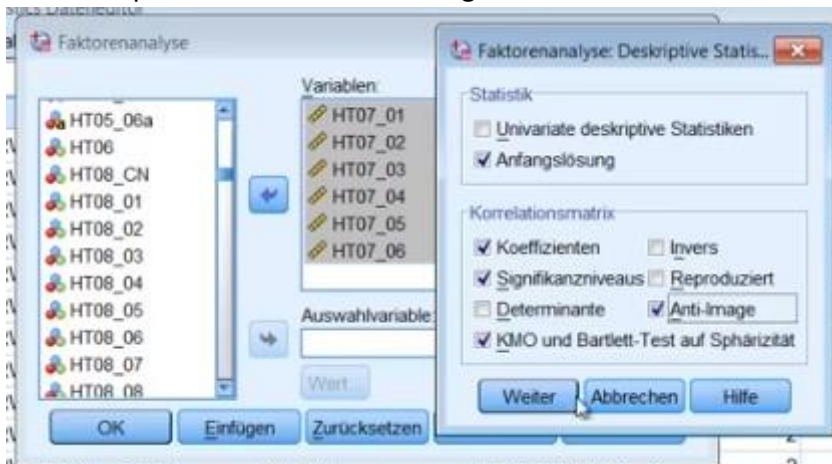 Faktorenanalyse
HT05_06a
HT06
HT08_CN
HT08_01
HT08_02
HT08_03
HT08_04
HT08_05
HT08_06
HT08_07
HT08_08
Variablen:
HT07_01
HT07_02
HT07_03
HT07_04
HT07_05
HT07_06
Auswahlvariable:
Wert...
OK
Einfügen
Zurücksetzen
Faktorenanalyse: Deskriptive Statis...
Statistik
Univariate deskriptive Statistiken
Anfangslösung
Korrelationsmatrix
Koeffizienten Invers
Signifikanzniveaus Reproduziert
Determinante Anti-Image
KMO und Bartlett-Test auf Sphärizität
Weiter Abbrechen Hilfe